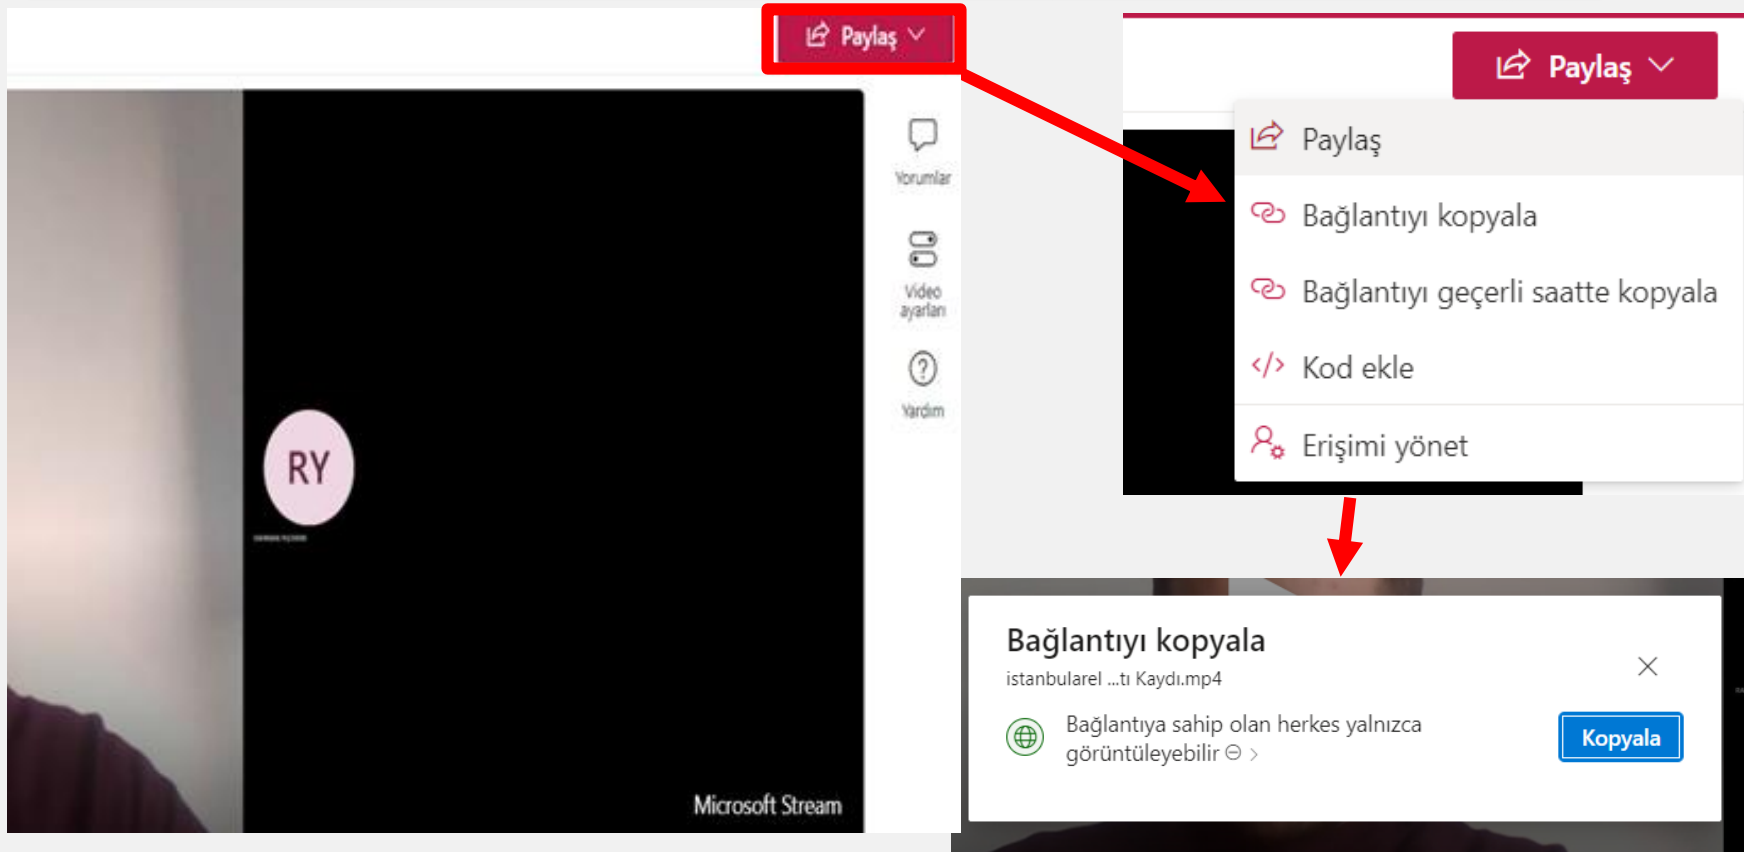 Paylaş
Yorumlar
Video
ayarları
Yardım
RY
Microsoft Stream
Paylaş
Paylaş
Bağlantıyı kopyala
Bağlantıyı geçerli saatte kopyala
Kod ekle
Erişimi yönet
Bağlantıyı kopyala
istanbularel ...tı Kaydı.mp4
Bağlantıya sahip olan herkes yalnızca
görüntüleyebilir
Kopyala